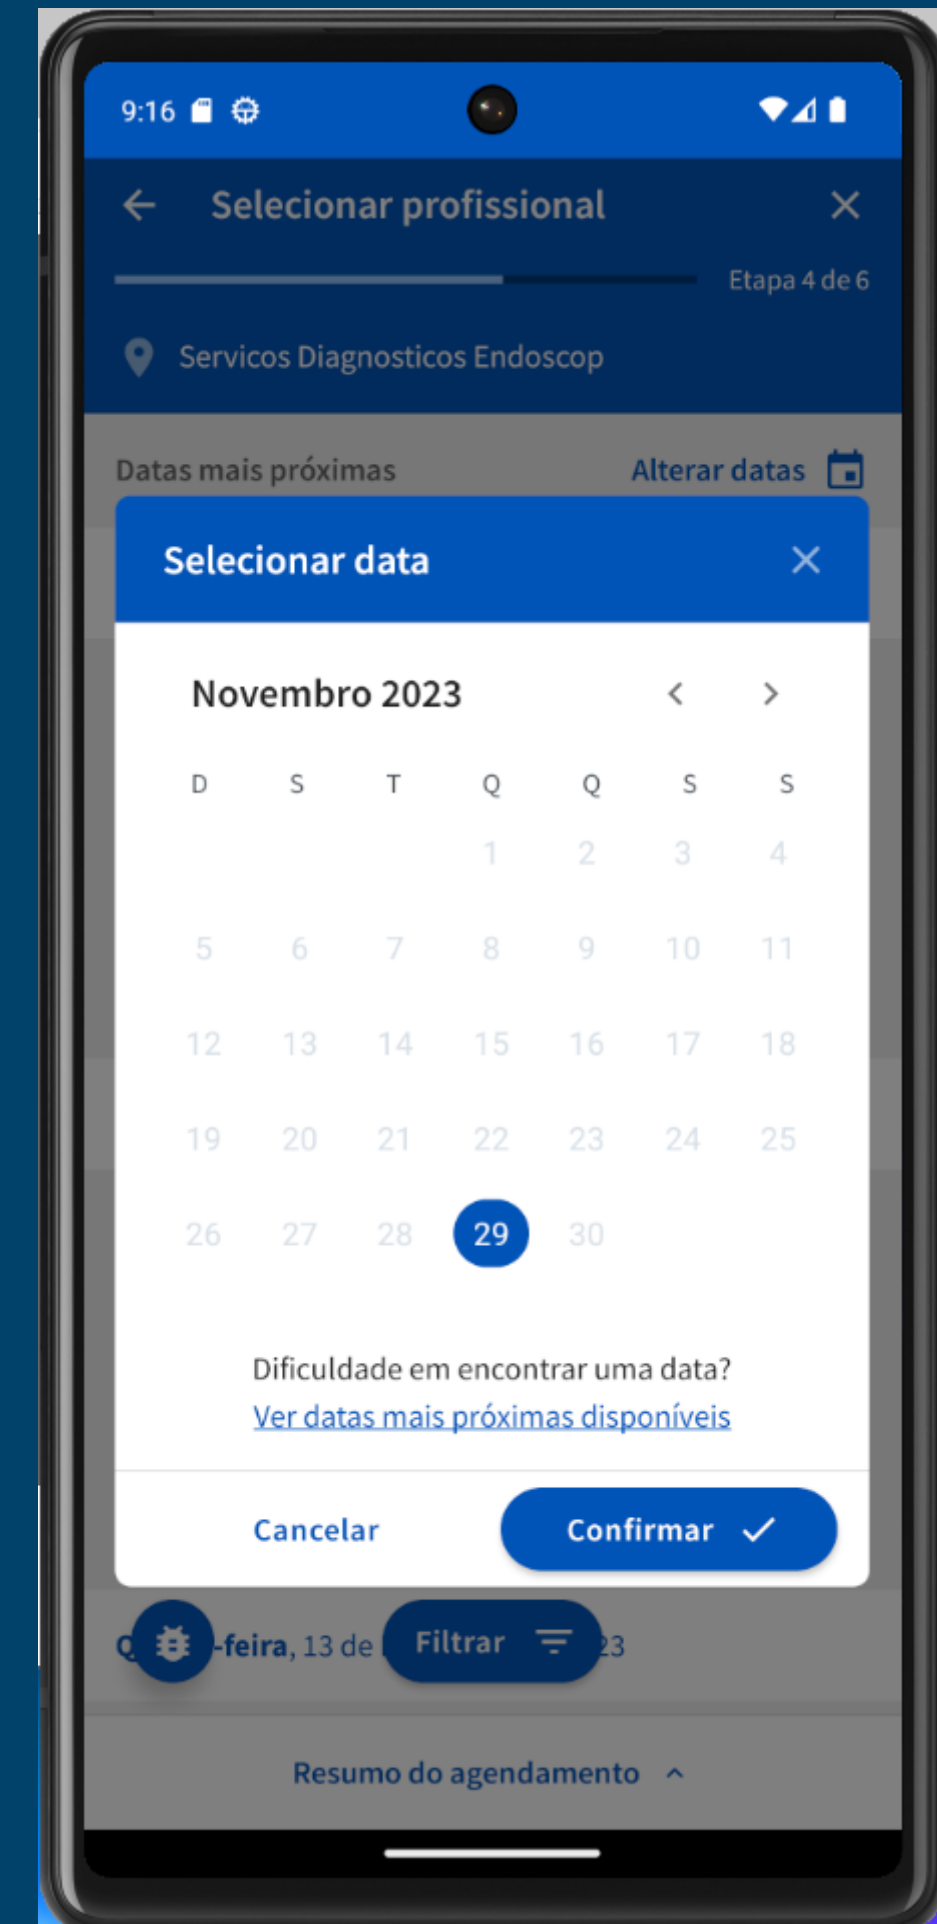 9:16
Selecionar profissional
Etapa 4 de 6
Servicos Diagnosticos Endoscop
Datas mais próximas
Alterar datas
Selecionar data
Novembro 2023
D S T Q Q S S
1 2 3 4
5 6 7 8 9 10 11
12 13 14 15 16 17 18
19 20 21 22 23 24 25
26 27 28 29 30
Dificuldade em encontrar uma data?
Ver datas mais próximas disponíveis
Cancelar
Confirmar
-feira, 13 de
Filtrar
23
Resumo do agendamento